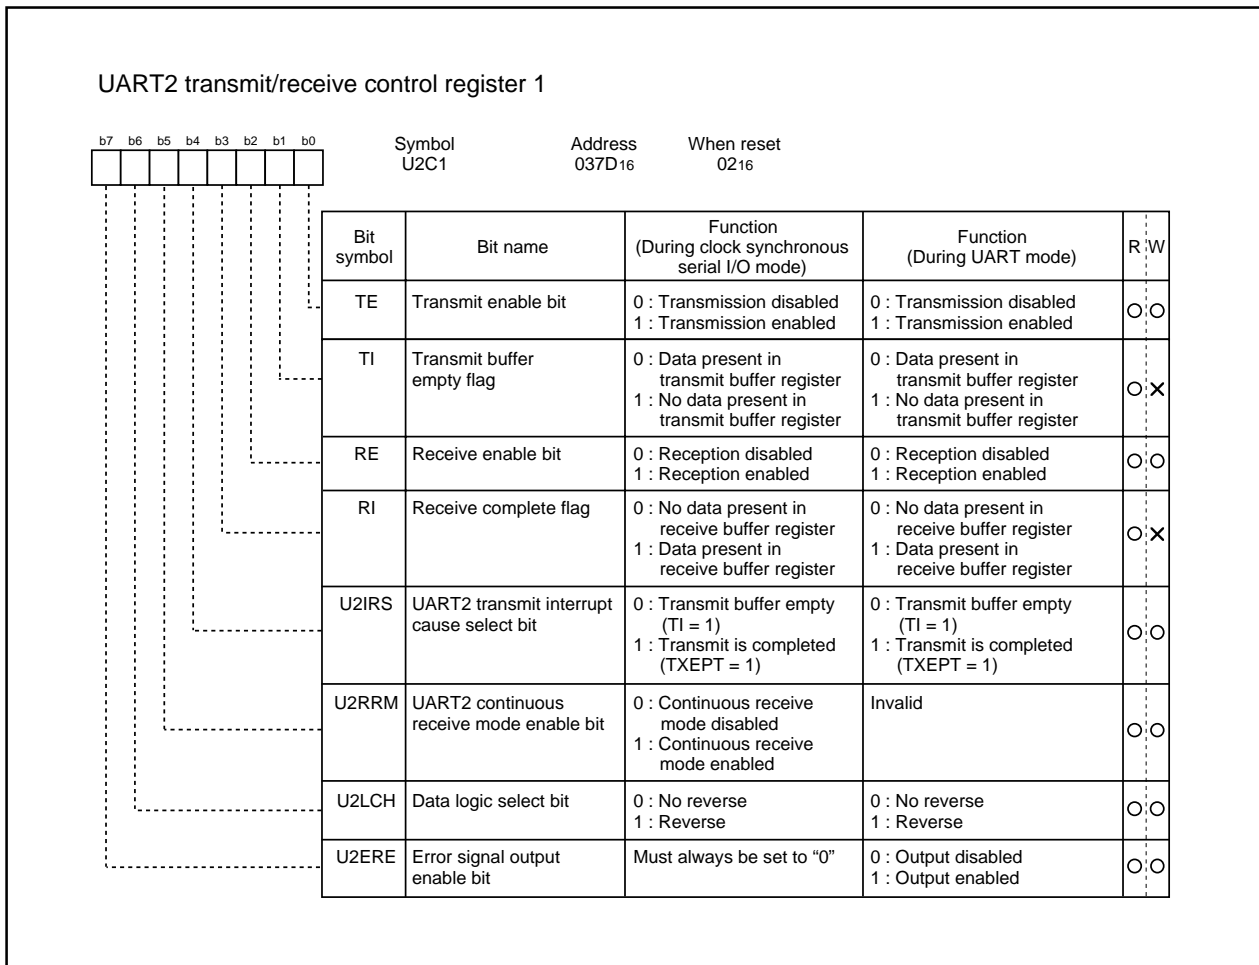 UART2 transmit/receive control register 1
b7 b6 b5 b4 b3 b2 b1 b0
Symbol Address When reset
U2C1 037D16 0216
Bit symbol Bit name Function (During clock synchronous serial I/O mode) Function (During UART mode) R W
TE Transmit enable bit
0 : Transmission disabled
1 : Transmission enabled
0 : Transmission disabled
1 : Transmission enabled
TI Transmit buffer
empty flag
0 : Data present in
transmit buffer register
1 : No data present in
transmit buffer register
0 : Data present in
transmit buffer register
1 : No data present in
transmit buffer register
RE Receive enable bit
0 : Reception disabled
1 : Reception enabled
0 : Reception disabled
1 : Reception enabled
RI Receive complete flag
0 : No data present in
receive buffer register
1 : Data present in
receive buffer register
0 : No data present in
receive buffer register
1 : Data present in
receive buffer register
U2IRS UART2 transmit interrupt
cause select bit
0 : Transmit buffer empty
(TI = 1)
1 : Transmit is completed
(TXEPT = 1)
0 : Transmit buffer empty
(TI = 1)
1 : Transmit is completed
(TXEPT = 1)
U2RRM UART2 continuous
receive mode enable bit
0 : Continuous receive
mode disabled
1 : Continuous receive
mode enabled
Invalid
U2LCH Data logic select bit
0 : No reverse
1 : Reverse
0 : No reverse
1 : Reverse
U2ERE Error signal output
enable bit
Must always be set to “0”
0 : Output disabled
1 : Output enabled